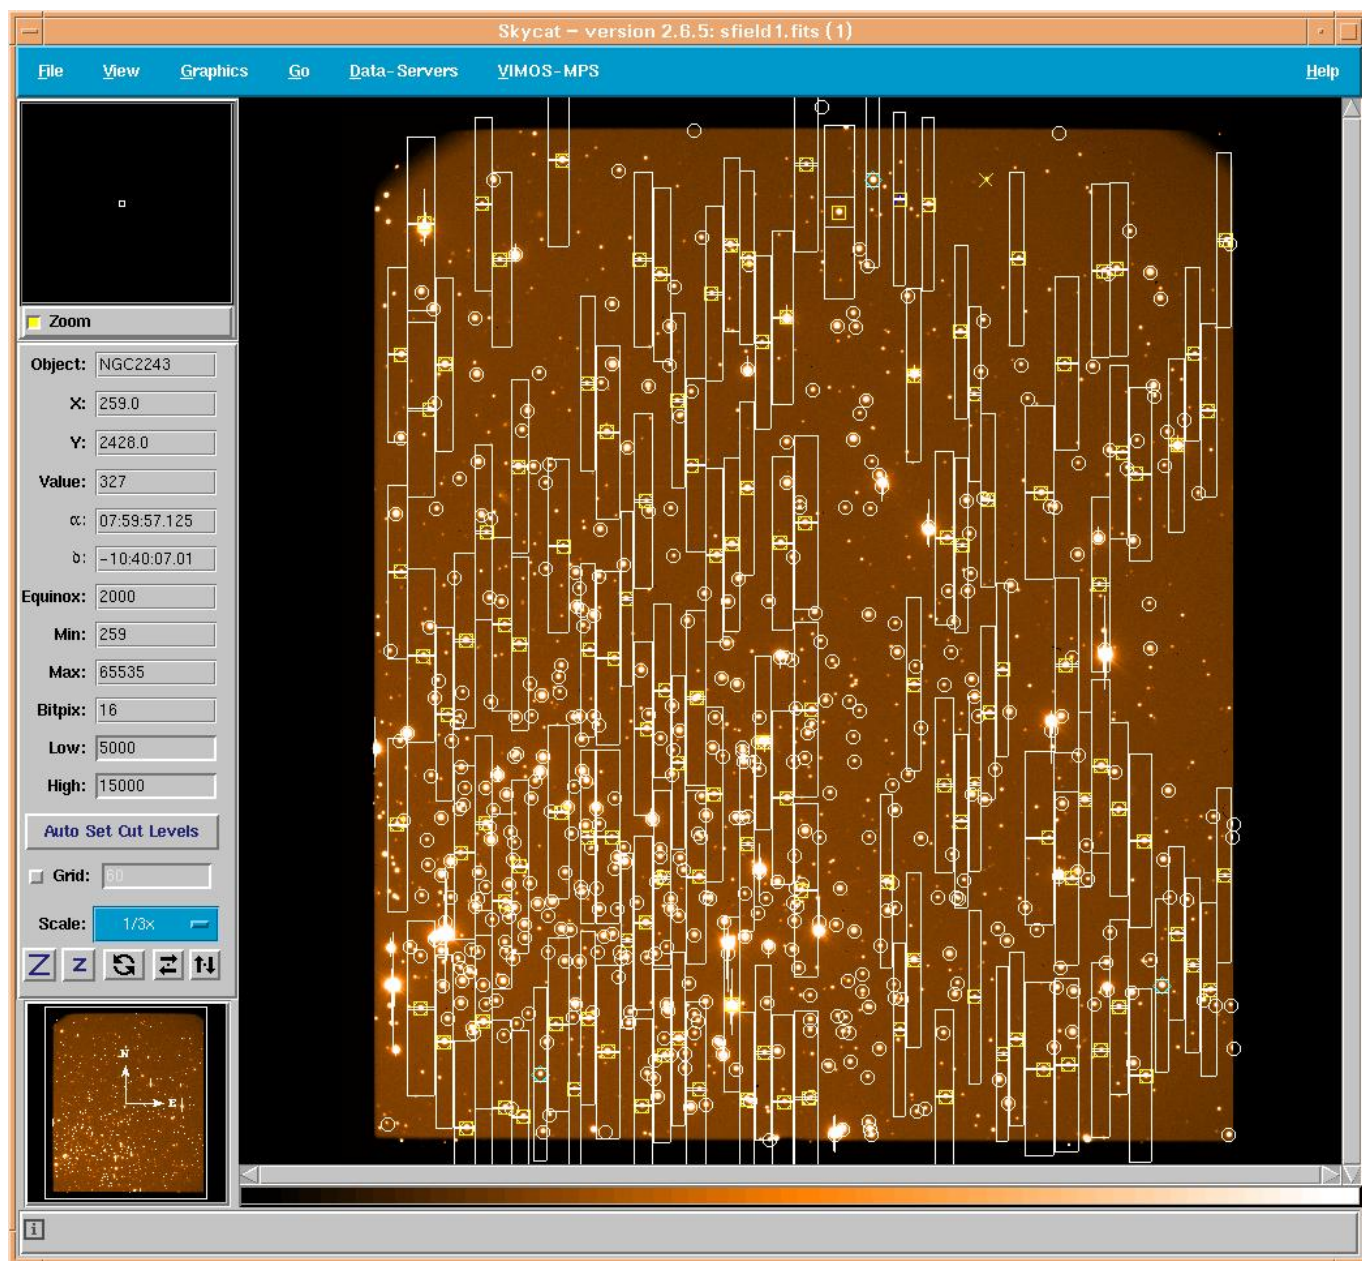 Skycat – version 2.6.5: sfield1.fits (1)
File View Graphics Go Data-Servers VIMOS-MPS Help
Zoom
Object: NGC2243
X: 259.0
Y: 2428.0
Value: 327
α: 07:59:57.125
δ: -10:40:07.01
Equinox: 2000
Min: 259
Max: 65535
Bitpix: 16
Low: 5000
High: 15000
Auto Set Cut Levels
Grid: 60
Scale: 1/3x
Z z
N
E
i